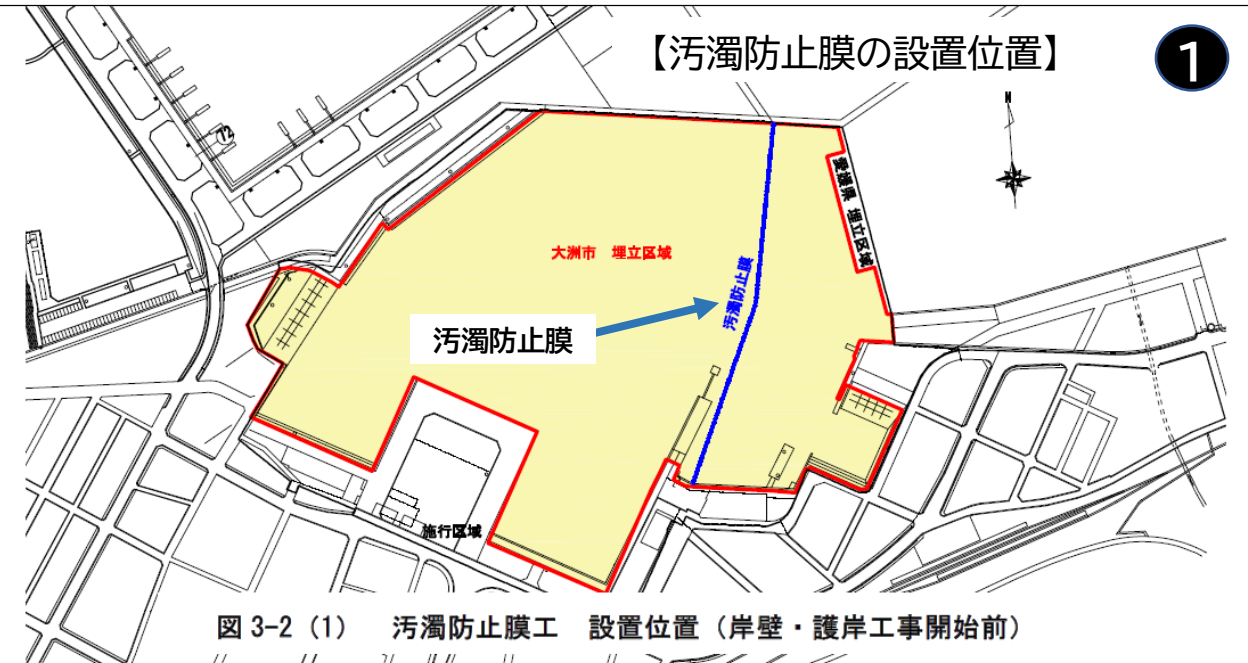 【汚濁防止膜の設置位置】
1
N
12
愛媛県 埋立区域
大洲市 埋立区域
汚濁防止膜
汚濁防止膜
施行区域
図 3-2 (1) 汚濁防止膜工 設置位置（岸壁・護岸工事開始前）